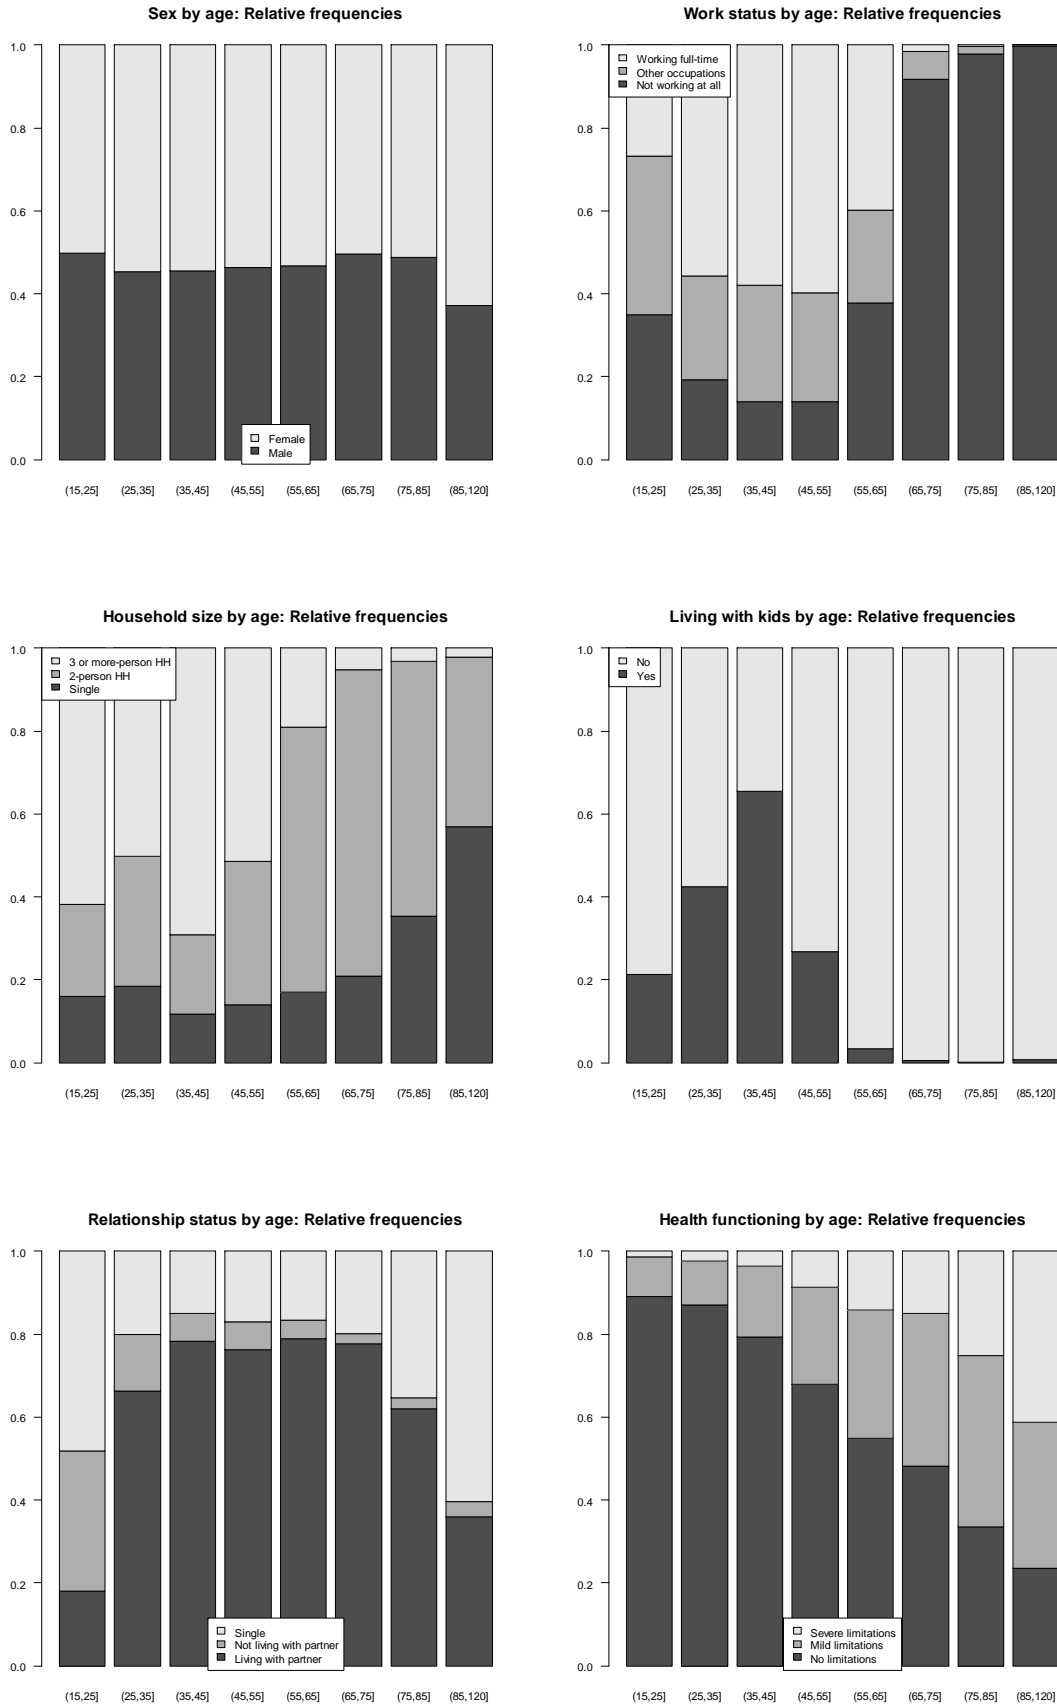 Sex by age: Relative frequencies
1.0
0.8
0.6
0.4
0.2
0.0
Female
Male
(15,25] (25,35] (35,45] (45,55] (55,65] (65,75] (75,85] (85,120]
Work status by age: Relative frequencies
1.0
0.8
0.6
0.4
0.2
0.0
Working full-time
Other occupations
Not working at all
(15,25] (25,35] (35,45] (45,55] (55,65] (65,75] (75,85] (85,120]
Household size by age: Relative frequencies
1.0
0.8
0.6
0.4
0.2
0.0
3 or more-person HH
2-person HH
Single
(15,25] (25,35] (35,45] (45,55] (55,65] (65,75] (75,85] (85,120]
Living with kids by age: Relative frequencies
1.0
0.8
0.6
0.4
0.2
0.0
No
Yes
(15,25] (25,35] (35,45] (45,55] (55,65] (65,75] (75,85] (85,120]
Relationship status by age: Relative frequencies
1.0
0.8
0.6
0.4
0.2
0.0
Single
Not living with partner
Living with partner
(15,25] (25,35] (35,45] (45,55] (55,65] (65,75] (75,85] (85,120]
Health functioning by age: Relative frequencies
1.0
0.8
0.6
0.4
0.2
0.0
Severe limitations
Mild limitations
No limitations
(15,25] (25,35] (35,45] (45,55] (55,65] (65,75] (75,85] (85,120]